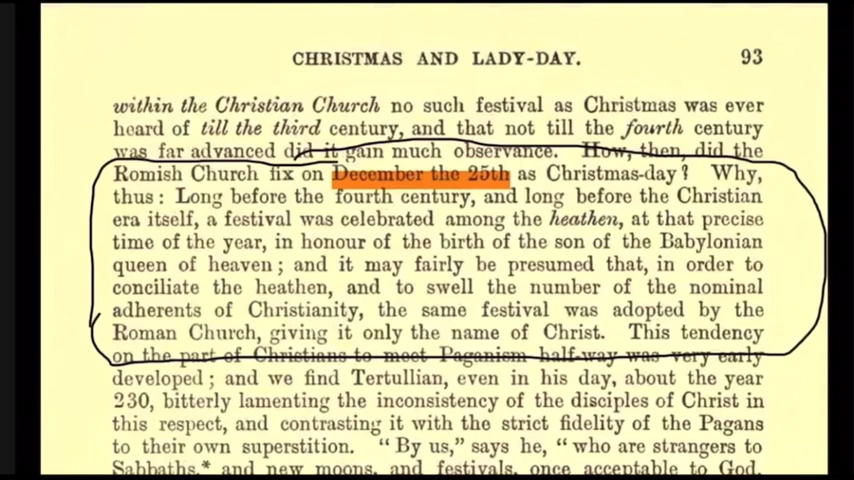 CHRISTMAS AND LADY-DAY. 93
within the Christian Church no such festival as Christmas was ever
heard of till the third century, and that not till the fourth century
was far advanced did it gain much observance. How, then, did the
Romish Church fix on December the 25th as Christmas-day? Why,
thus: Long before the fourth century, and long before the Christian
era itself, a festival was celebrated among the heathen, at that precise
time of the year, in honour of the birth of the son of the Babylonian
queen of heaven; and it may fairly be presumed that, in order to
conciliate the heathen, and to swell the number of the nominal
adherents of Christianity, the same festival was adopted by the
Roman Church, giving it only the name of Christ. This tendency
on the part of Christians to meet Paganism half-way was very early
developed; and we find Tertullian, even in his day, about the year
230, bitterly lamenting the inconsistency of the disciples of Christ in
this respect, and contrasting it with the strict fidelity of the Pagans
to their own superstition. "By us," says he, "who are strangers to
Sabbaths,* and new moons, and festivals, once acceptable to God,